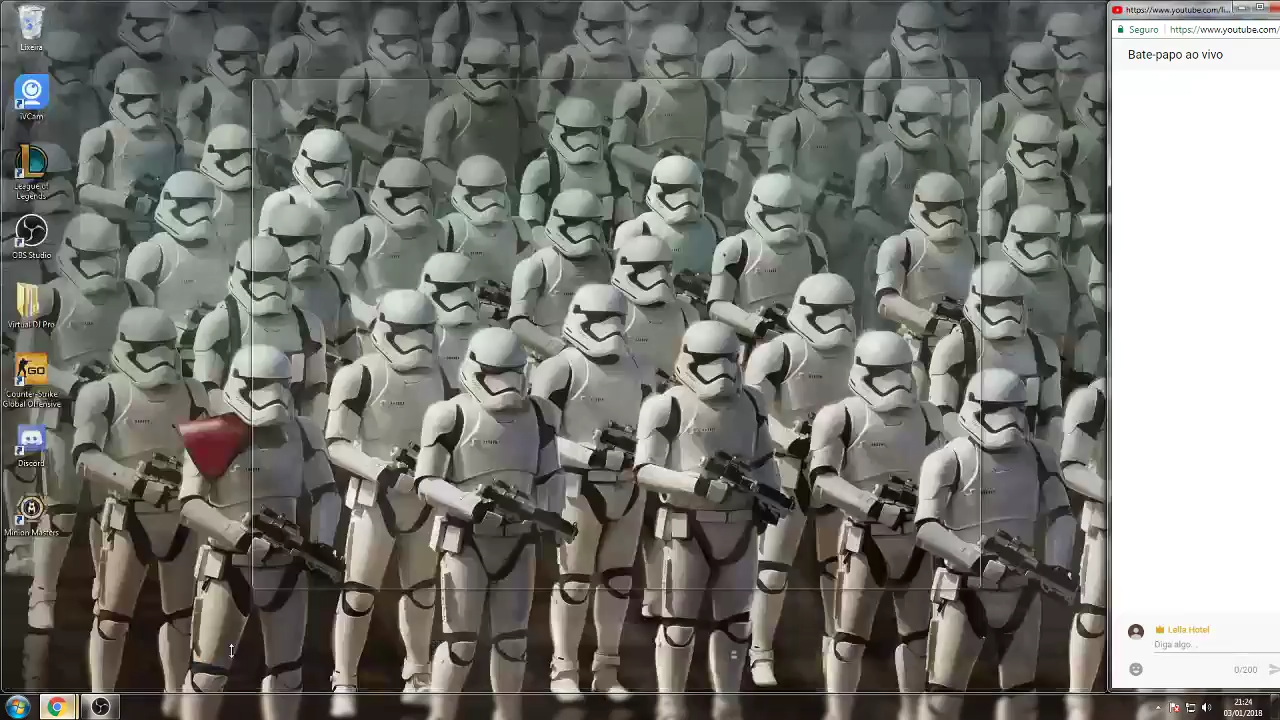 Lixeira
iVCam
League of
Legends
OBS Studio
Virtual DJ Pro
GO
Counter-Strike
Global Offensive
Discord
Minion Masters
https://www.youtube.com/li...
Seguro
https://www.youtube.com/
Bate-papo ao vivo
Lella Hotel
Diga algo...
0/200
21:24
03/01/2018